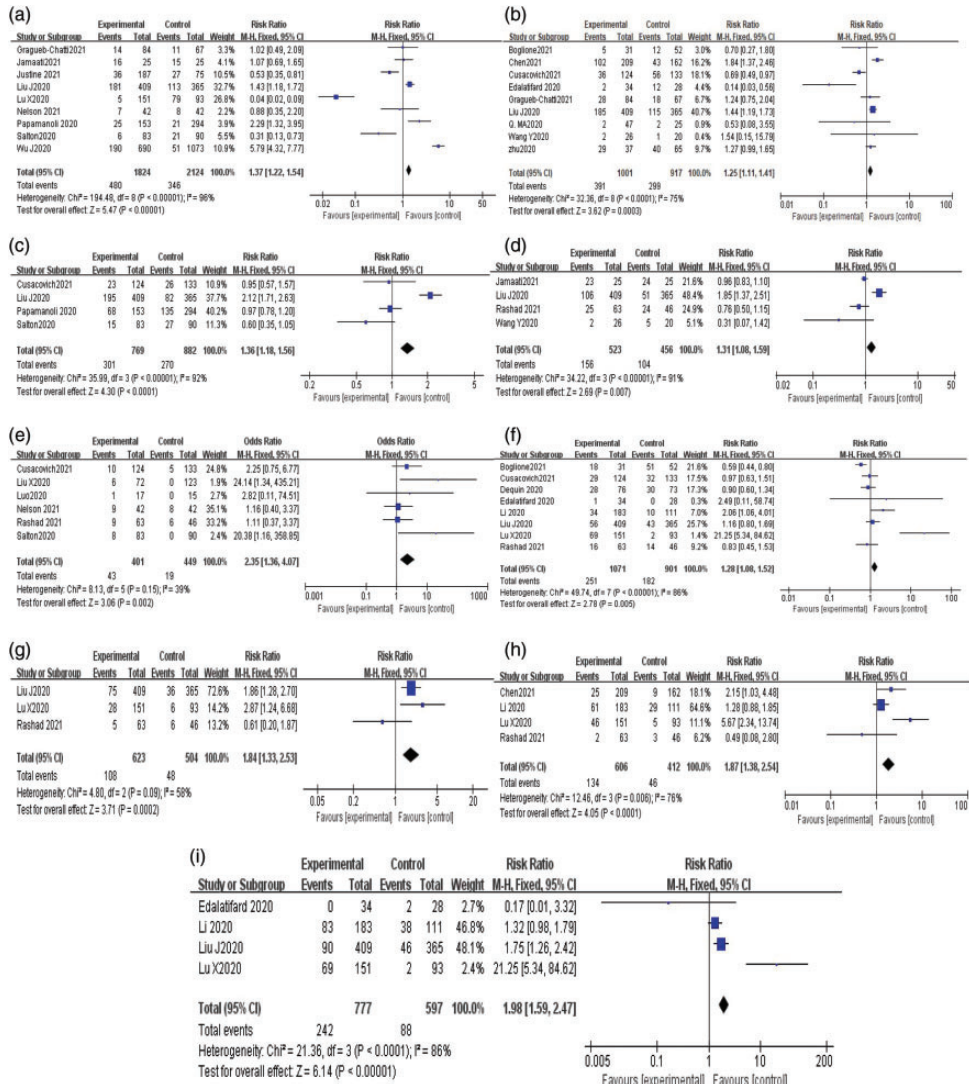 (a)
Experimental Control Risk Ratio Risk Ratio
Study or Subgroup Events Total Events Total Weight M-H, Fixed, 95% CI M-H, Fixed, 95% CI
Gragueb-Chatti2021 14 84 11 67 3.3% 1.02 [0.49, 2.09]
Jamaati2021 16 25 15 25 4.1% 1.07 [0.69, 1.65]
Justine 2021 36 187 27 75 10.4% 0.53 [0.35, 0.81]
Liu J2020 181 409 113 365 32.7% 1.43 [1.18, 1.72]
Lu X2020 5 151 79 93 0.04 [0.02, 0.09]
Nelson 2021 7 42 8 42 0.88 [0.35, 2.20]
Papamanoli 2020 25 153 21 294 2.29 [1.32, 3.95]
Salton2020 6 83 21 90 0.31 [0.13, 0.73]
Wu J2020 190 690 51 1073 5.79 [4.32, 7.77]
Total (95% CI) 1824 2124 100.0% 1.37 [1.22, 1.54]
Total events 480 346
Heterogeneity: Chi² = 194.48, df = 8 (P < 0.00001); I² = 96%
Test for overall effect: Z = 5.47 (P < 0.00001)
0.02 0.1 1 10 50
Favours [experimental] Favours [control]
(b)
Experimental Control Risk Ratio Risk Ratio
Study or Subgroup Events Total Events Total Weight M-H, Fixed, 95% CI M-H, Fixed, 95% CI
Boglione2021 5 31 12 52 3.0% 0.70 [0.27, 1.80]
Chen2021 102 209 43 162 16.2% 1.84 [1.37, 2.46]
Cusacovich2021 36 124 56 133 0.69 [0.49, 0.97]
Edalatifard 2020 2 34 12 28 0.14 [0.03, 0.56]
Gragueb-Chatti2021 28 84 18 67 1.24 [0.75, 2.04]
Liu J2020 185 409 115 365 1.44 [1.19, 1.73]
Q. MA2020 2 47 2 25 0.53 [0.08, 3.55]
Wang Y2020 2 26 1 20 1.54 [0.15, 15.79]
zhu2020 29 37 40 65 1.27 [0.99, 1.65]
Total (95% CI) 1001 917 100.0% 1.25 [1.11, 1.41]
Total events 391 299
Heterogeneity: Chi² = 32.36, df = 8 (P < 0.0001); I² = 75%
Test for overall effect: Z = 3.62 (P = 0.0003)
0.01 0.1 1 10 100
Favours [experimental] Favours [control]
(c)
Experimental Control Risk Ratio Risk Ratio
Study or Subgroup Events Total Events Total Weight M-H, Fixed, 95% CI M-H, Fixed, 95% CI
Cusacovich2021 23 124 26 133 10.9% 0.95 [0.57, 1.57]
Liu J2020 195 409 82 365 37.7% 2.12 [1.71, 2.63]
Papamanoli 2020 68 153 135 294 40.2% 0.97 [0.78, 1.20]
Salton2020 15 83 27 90 11.2% 0.60 [0.35, 1.05]
Total (95% CI) 769 882 100.0% 1.36 [1.18, 1.56]
Total events 301 270
Heterogeneity: Chi² = 35.99, df = 3 (P < 0.00001); I² = 92%
Test for overall effect: Z = 4.30 (P < 0.0001)
0.1 0.2 0.5 1 2 5 10
Favours [experimental] Favours [control]
(d)
Experimental Control Risk Ratio Risk Ratio
Study or Subgroup Events Total Events Total Weight M-H, Fixed, 95% CI M-H, Fixed, 95% CI
Jamaati2021 23 25 24 25 21.6% 0.96 [0.83, 1.10]
Liu J2020 106 409 51 365 48.4% 1.85 [1.37, 2.51]
Rashad 2021 25 63 24 46 24.9% 0.76 [0.50, 1.15]
Wang Y2020 2 26 5 20 5.1% 0.31 [0.07, 1.42]
Total (95% CI) 523 456 100.0% 1.31 [1.08, 1.59]
Total events 156 104
Heterogeneity: Chi² = 34.22, df = 3 (P < 0.00001); I² = 91%
Test for overall effect: Z = 2.69 (P = 0.007)
0.02 0.1 1 10 50
Favours [experimental] Favours [control]
(e)
Experimental Control Odds Ratio Odds Ratio
Study or Subgroup Events Total Events Total Weight M-H, Fixed, 95% CI M-H, Fixed, 95% CI
Cusacovich2021 10 124 5 133 24.8% 2.25 [0.75, 6.77]
Liu X2020 6 72 0 123 1.9% 24.14 [1.34, 435.21]
Luo2020 1 17 0 15 2.82 [0.11, 74.51]
Nelson 2021 9 42 8 42 35.1% 1.16 [0.40, 3.37]
Rashad 2021 9 63 6 46 1.11 [0.37, 3.37]
Salton2020 8 83 0 90 2.4% 20.38 [1.16, 358.85]
Total (95% CI) 401 449 100.0% 2.35 [1.36, 4.07]
Total events 43 19
Heterogeneity: Chi² = 8.13, df = 5 (P = 0.15); I² = 39%
Test for overall effect: Z = 3.06 (P = 0.002)
0.001 0.1 1 10 1000
Favours [experimental] Favours [control]
(f)
Experimental Control Risk Ratio Risk Ratio
Study or Subgroup Events Total Events Total Weight M-H, Fixed, 95% CI M-H, Fixed, 95% CI
Boglione2021 18 31 51 52 21.6% 0.59 [0.44, 0.80]
Cusacovich2021 29 124 32 133 17.5% 0.97 [0.63, 1.51]
Dequin 2020 28 76 30 73 17.3% 0.90 [0.60, 1.34]
Edalatifard 2020 1 34 0 28 0.3% 2.49 [0.11, 58.74]
Li 2020 34 183 10 111 2.06 [1.06, 4.01]
Liu J2020 56 409 43 365 1.16 [0.80, 1.69]
Lu X2020 69 151 2 93 21.25 [5.34, 84.62]
Rashad 2021 16 63 14 46 0.83 [0.45, 1.53]
Total (95% CI) 1071 901 100.0% 1.28 [1.08, 1.52]
Total events 251 182
Heterogeneity: Chi² = 49.74, df = 7 (P < 0.00001); I² = 86%
Test for overall effect: Z = 2.78 (P = 0.005)
0.01 0.1 1 10 100
Favours [experimental] Favours [control]
(g)
Experimental Control Risk Ratio Risk Ratio
Study or Subgroup Events Total Events Total Weight M-H, Fixed, 95% CI M-H, Fixed, 95% CI
Liu J2020 75 409 36 365 72.6% 1.86 [1.28, 2.70]
Lu X2020 28 151 6 93 14.2% 2.87 [1.24, 6.68]
Rashad 2021 5 63 6 46 13.2% 0.61 [0.20, 1.87]
Total (95% CI) 623 504 100.0% 1.84 [1.33, 2.53]
Total events 108 48
Heterogeneity: Chi² = 4.80, df = 2 (P = 0.09); I² = 58%
Test for overall effect: Z = 3.71 (P = 0.0002)
0.05 0.2 1 5 20
Favours [experimental] Favours [control]
(h)
Experimental Control Risk Ratio Risk Ratio
Study or Subgroup Events Total Events Total Weight M-H, Fixed, 95% CI M-H, Fixed, 95% CI
Chen2021 25 209 9 162 18.1% 2.15 [1.03, 4.48]
Li 2020 61 183 29 111 64.6% 1.28 [0.88, 1.85]
Lu X2020 46 151 5 93 11.1% 5.67 [2.34, 13.74]
Rashad 2021 2 63 3 46 6.2% 0.49 [0.08, 2.80]
Total (95% CI) 606 412 100.0% 1.87 [1.38, 2.54]
Total events 134 46
Heterogeneity: Chi² = 12.46, df = 3 (P = 0.006); I² = 76%
Test for overall effect: Z = 4.05 (P < 0.0001)
0.01 0.1 1 10 100
Favours [experimental] Favours [control]
(i)
Experimental Control Risk Ratio Risk Ratio
Study or Subgroup Events Total Events Total Weight M-H, Fixed, 95% CI M-H, Fixed, 95% CI
Edalatifard 2020 0 34 2 28 2.7% 0.17 [0.01, 3.32]
Li 2020 83 183 38 111 46.8% 1.32 [0.98, 1.79]
Liu J2020 90 409 46 365 48.1% 1.75 [1.26, 2.42]
Lu X2020 69 151 2 93 2.4% 21.25 [5.34, 84.62]
Total (95% CI) 777 597 100.0% 1.98 [1.59, 2.47]
Total events 242 88
Heterogeneity: Chi² = 21.36, df = 3 (P < 0.0001); I² = 86%
Test for overall effect: Z = 6.14 (P < 0.00001)
0.005 0.1 1 10 200
Favours [experimental] Favours [control]